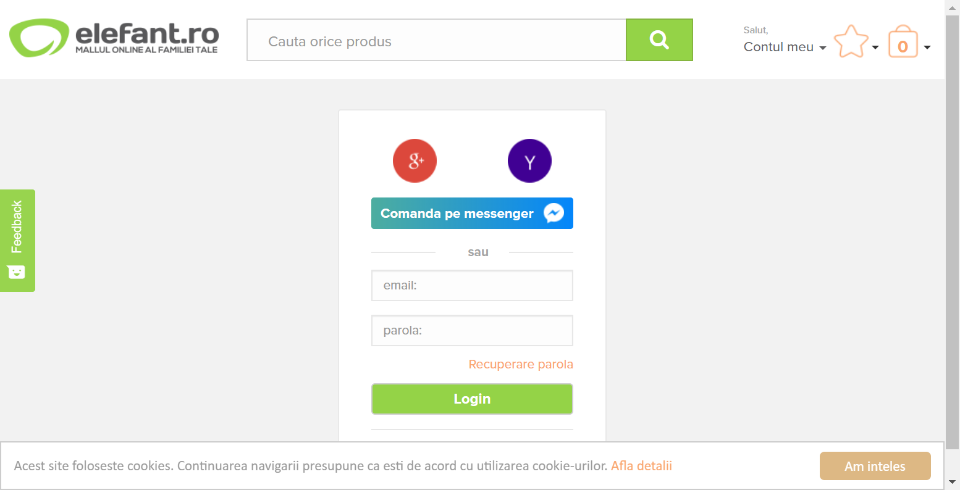 elefant.ro
MALLUL ONLINE AL FAMILIEI TALE
Cauta orice produs
Salut,
Contul meu
0
Feedback
g+
Y
Comanda pe messenger
sau
email:
parola:
Recuperare parola
Login
Acest site foloseste cookies. Continuarea navigarii presupune ca esti de acord cu utilizarea cookie-urilor. Afla detalii
Am inteles